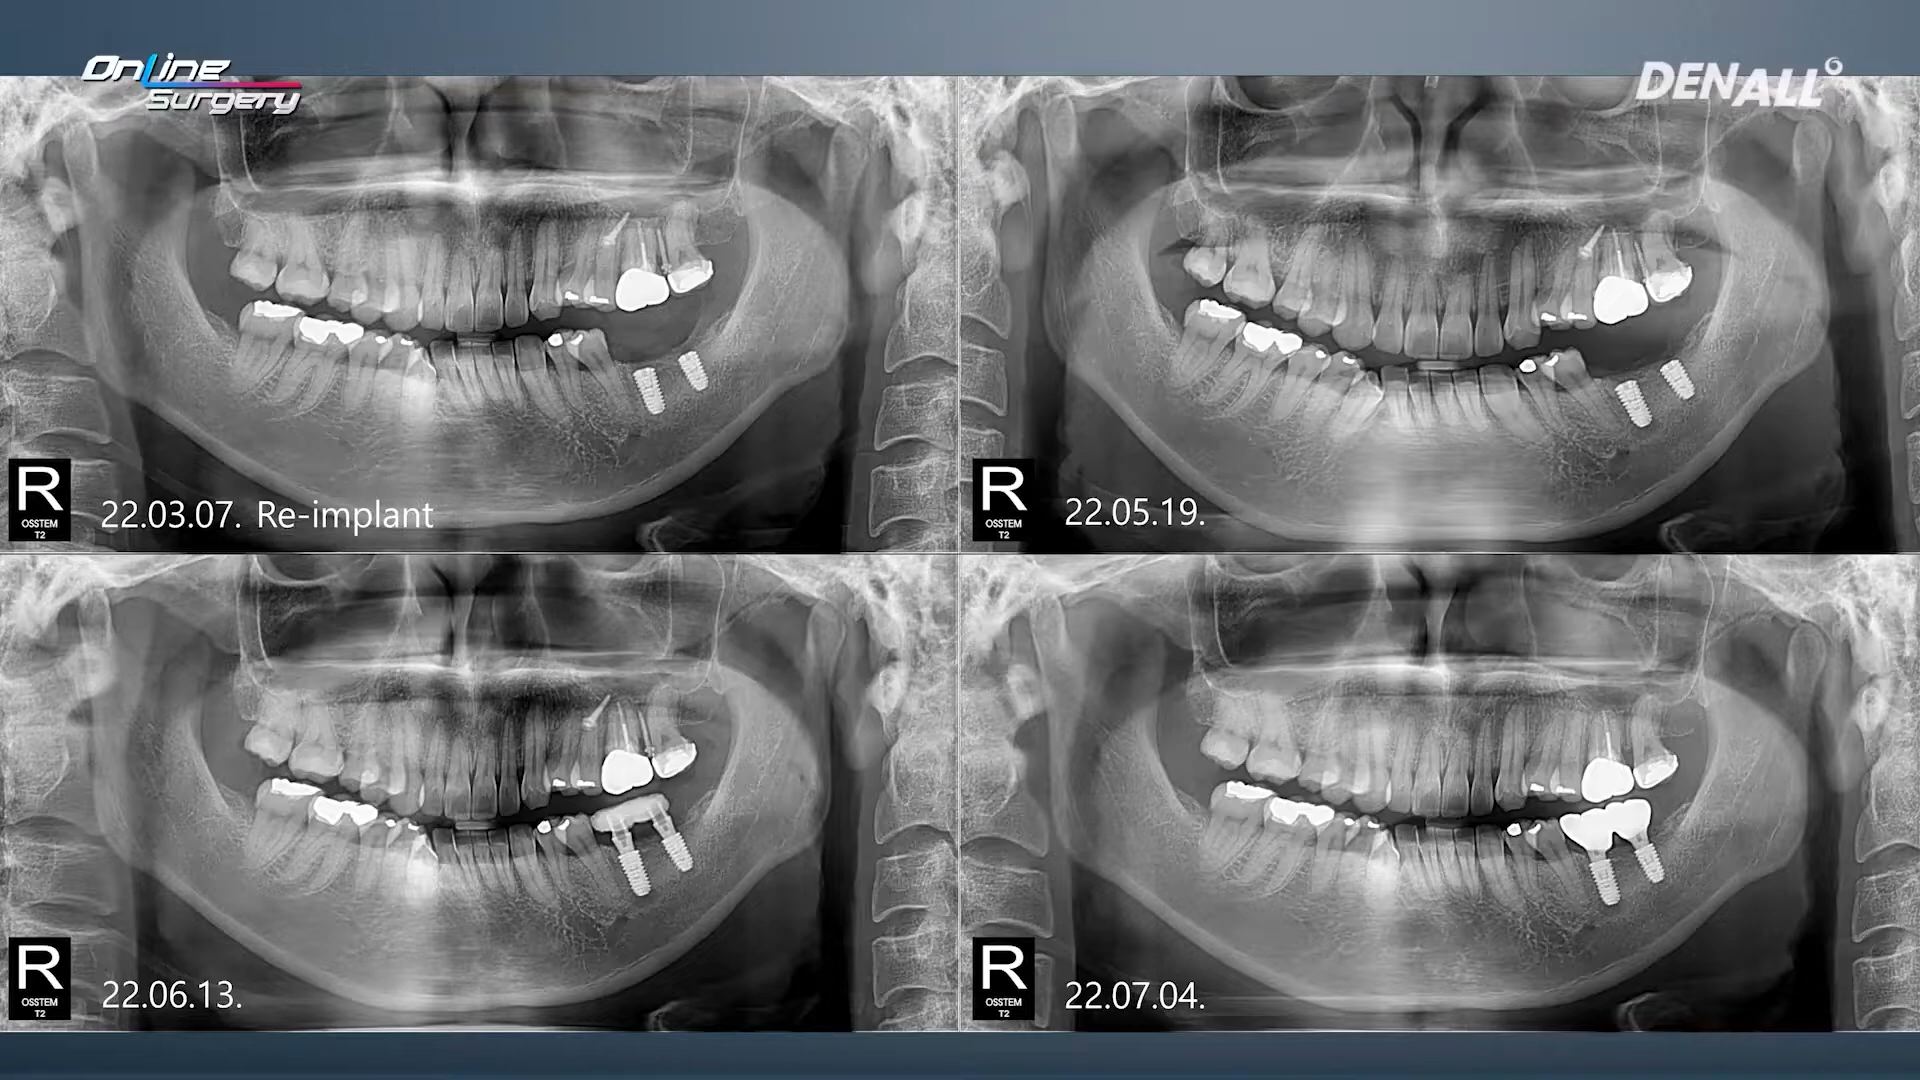 OnLine
Surgery
DENALL
R
OSSTEM
T2
22.03.07. Re-implant
R
OSSTEM
T2
22.05.19.
R
OSSTEM
T2
22.06.13.
R
OSSTEM
T2
22.07.04.